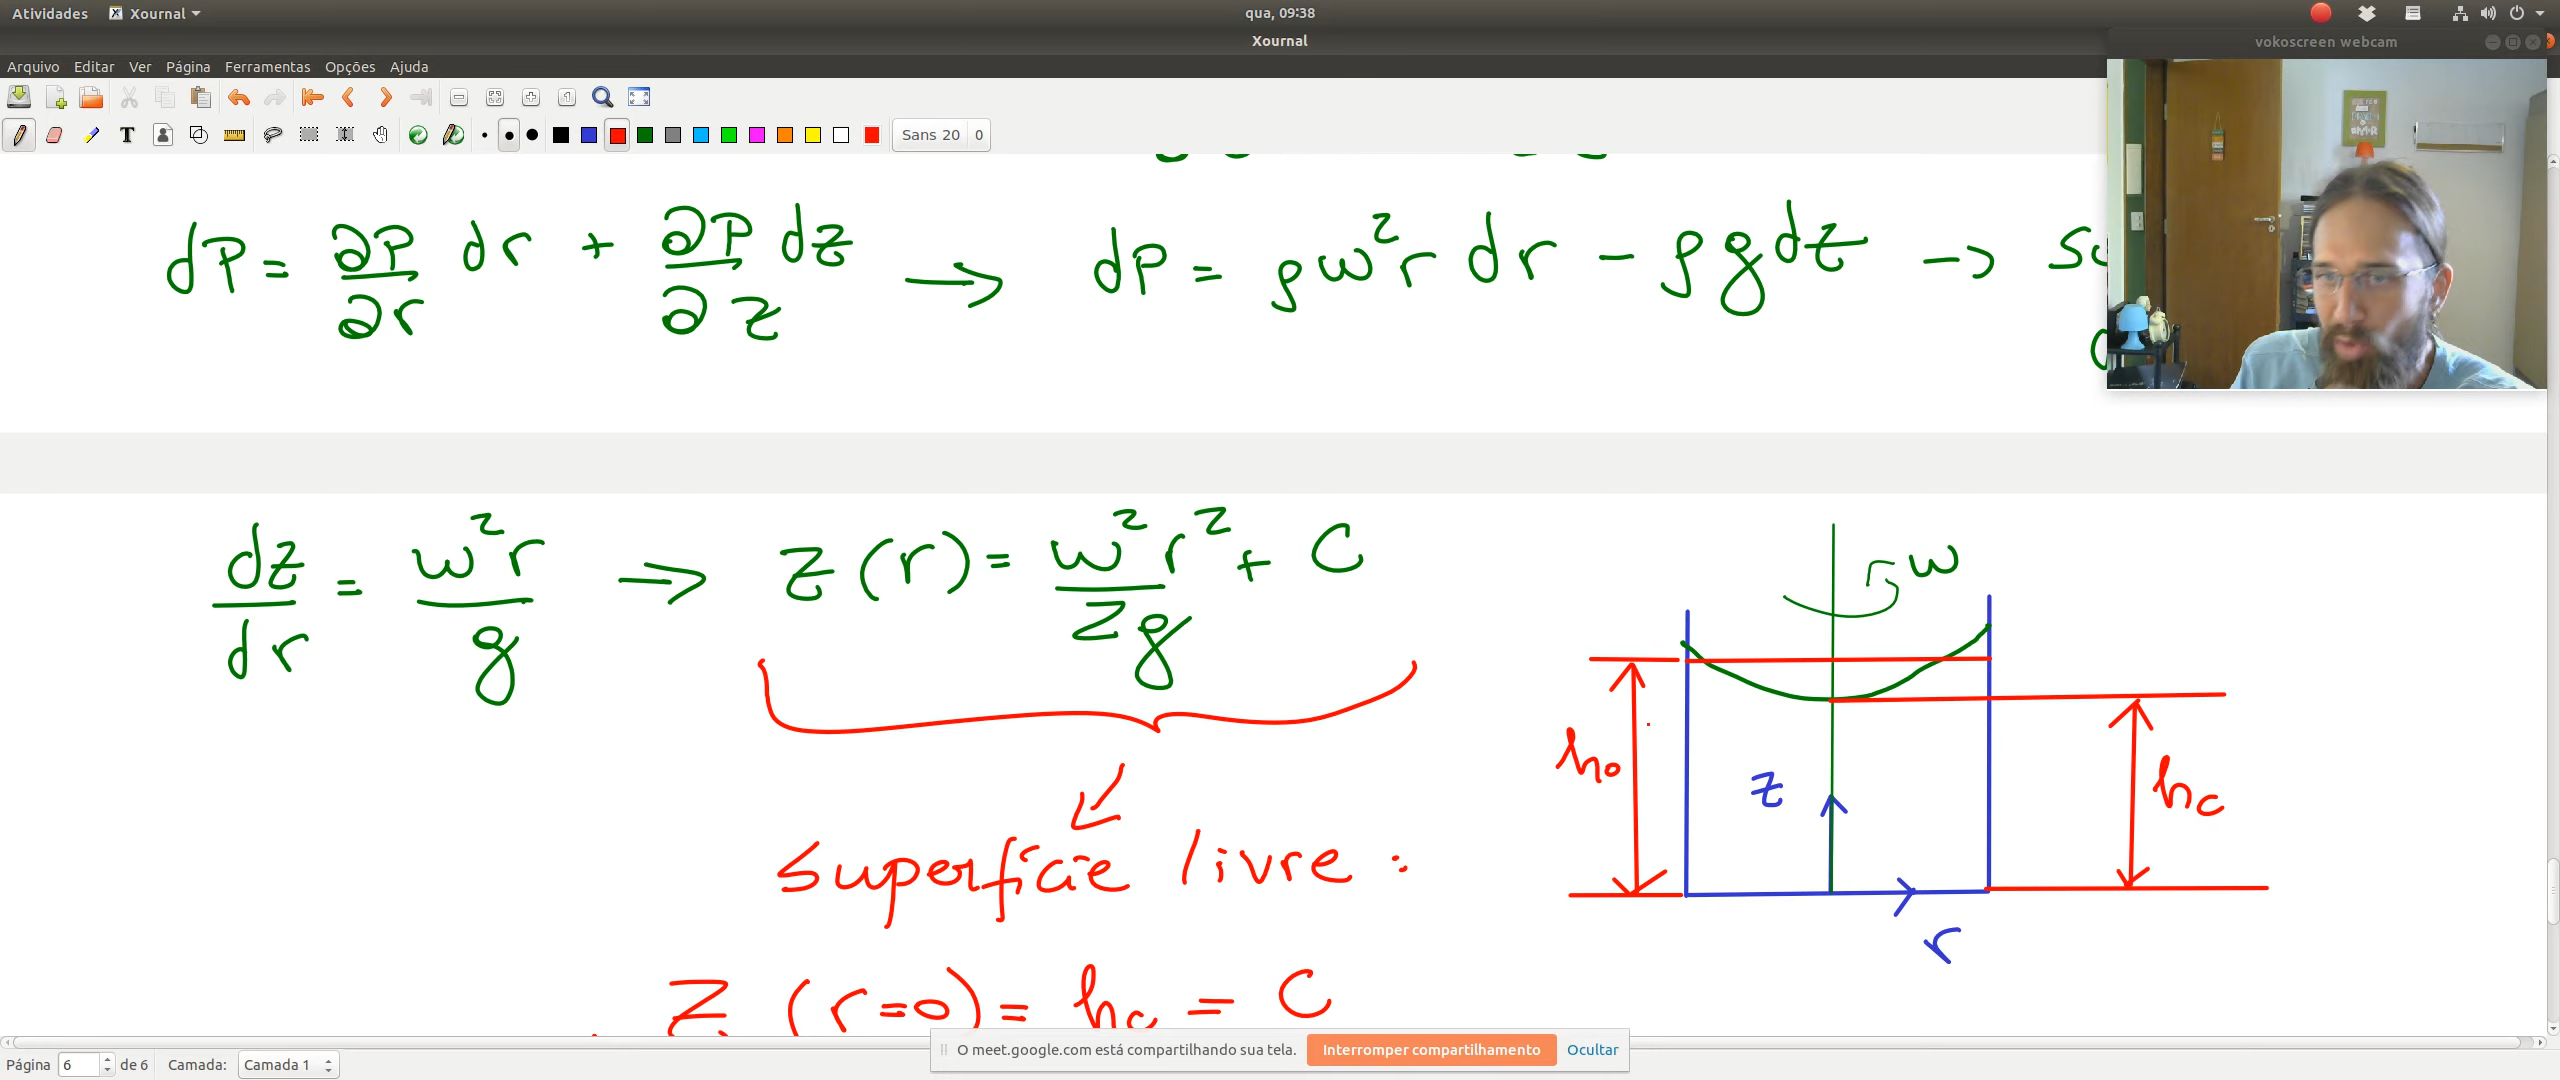 Atividades Xournal qua, 09:38
Xournal
vokoscreen webcam
Arquivo Editar Ver Página Ferramentas Opções Ajuda
Sans 20 0
dP = ∂P/∂r dr + ∂P/∂z dz → dP = ρω²r dr - ρg dz →
dz/dr = ω²r/g → z(r) = ω²r²/2g + C
ω
h₀
z
hc
r
superfície livre:
z (r=0) = hc = C
O meet.google.com está compartilhando sua tela. Interromper compartilhamento Ocultar
Página 6 de 6 Camada: Camada 1